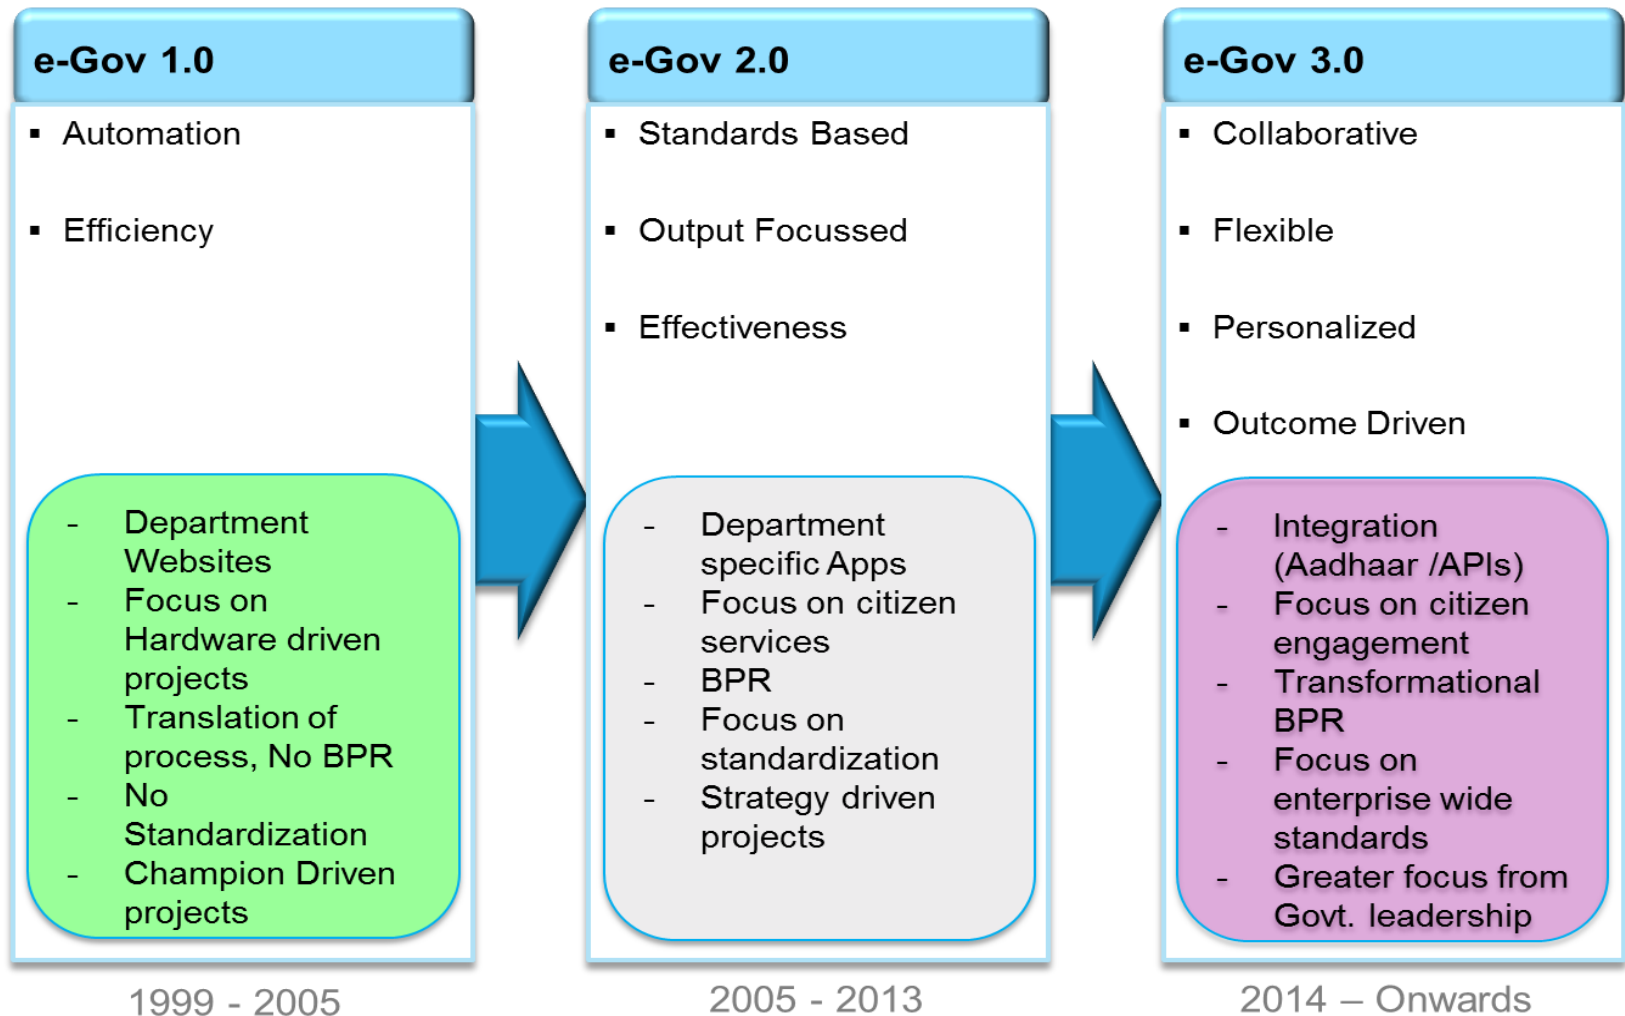 e-Gov 1.0
▪ Automation
▪ Efficiency
- Department
Websites
- Focus on
Hardware driven
projects
- Translation of
process, No BPR
- No
Standardization
- Champion Driven
projects
1999 - 2005
e-Gov 2.0
▪ Standards Based
▪ Output Focussed
▪ Effectiveness
- Department
specific Apps
- Focus on citizen
services
- BPR
- Focus on
standardization
- Strategy driven
projects
2005 - 2013
e-Gov 3.0
▪ Collaborative
▪ Flexible
▪ Personalized
▪ Outcome Driven
- Integration
(Aadhaar /APIs)
- Focus on citizen
engagement
- Transformational
BPR
- Focus on
enterprise wide
standards
- Greater focus from
Govt. leadership
2014 – Onwards